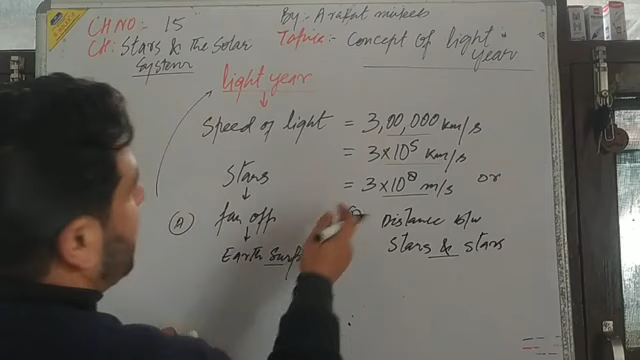 CH NO:- 15
By:- Arafat
CH: Stars & The Solar System
Topic:- Concept Of light year
light year
Speed of light = 3,00,000 km/s
= 3×10⁵ km/s
= 3×10⁸ m/s or
Stars
(A) far off
Earth Surf
Distance b/w
Stars & stars